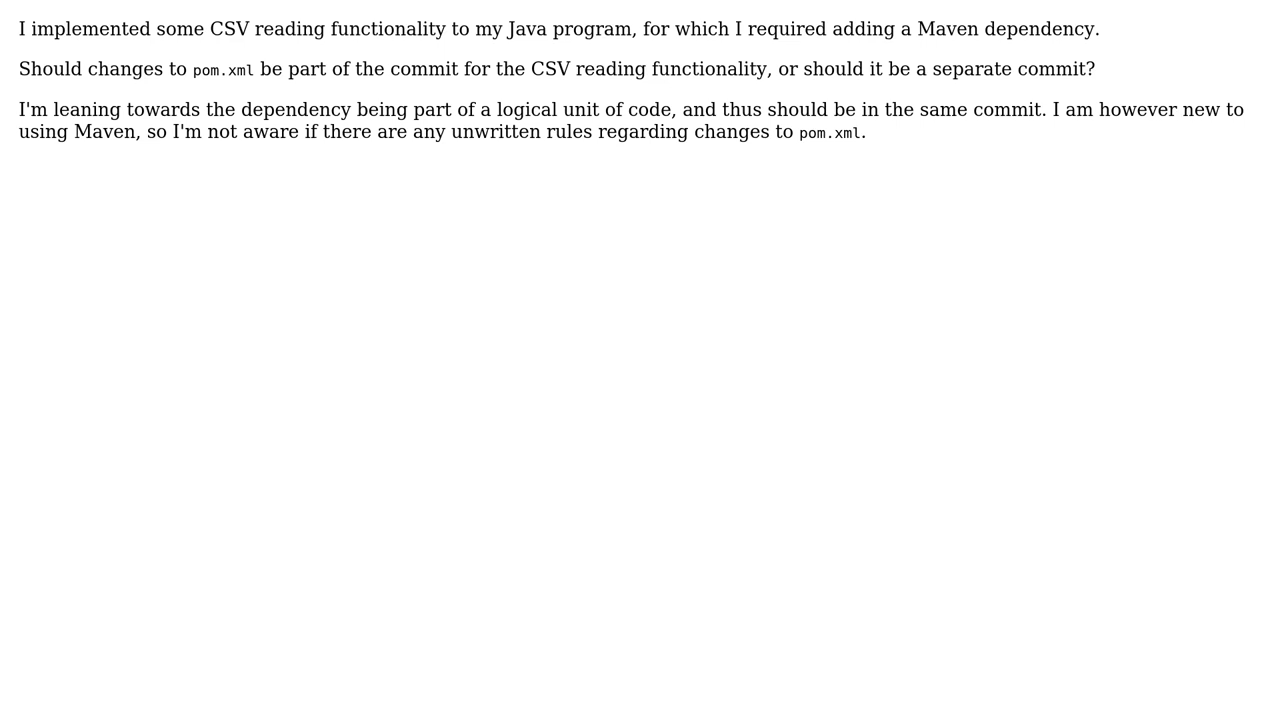 I implemented some CSV reading functionality to my Java program, for which I required adding a Maven dependency.
Should changes to pom.xml be part of the commit for the CSV reading functionality, or should it be a separate commit?
I'm leaning towards the dependency being part of a logical unit of code, and thus should be in the same commit. I am however new to
using Maven, so I'm not aware if there are any unwritten rules regarding changes to pom.xml.